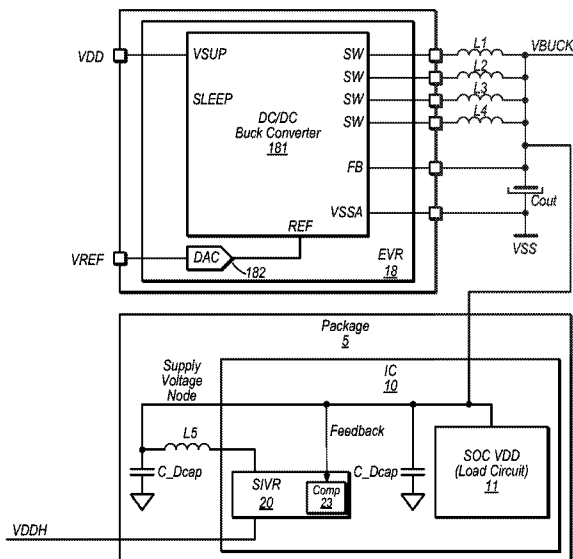 VDD
VSUP
SLEEP
DC/DC
Buck Converter
181
SW
SW
SW
SW
FB
VSSA
REF
L1
L2
L3
L4
VBUCK
Cout
VSS
VREF
DAC
182
EVR
18
Package
5
IC
10
Supply
Voltage
Node
L5
C_Dcap
Feedback
C_Dcap
SIVR
20
Comp
23
SOC VDD
(Load Circuit)
11
VDDH